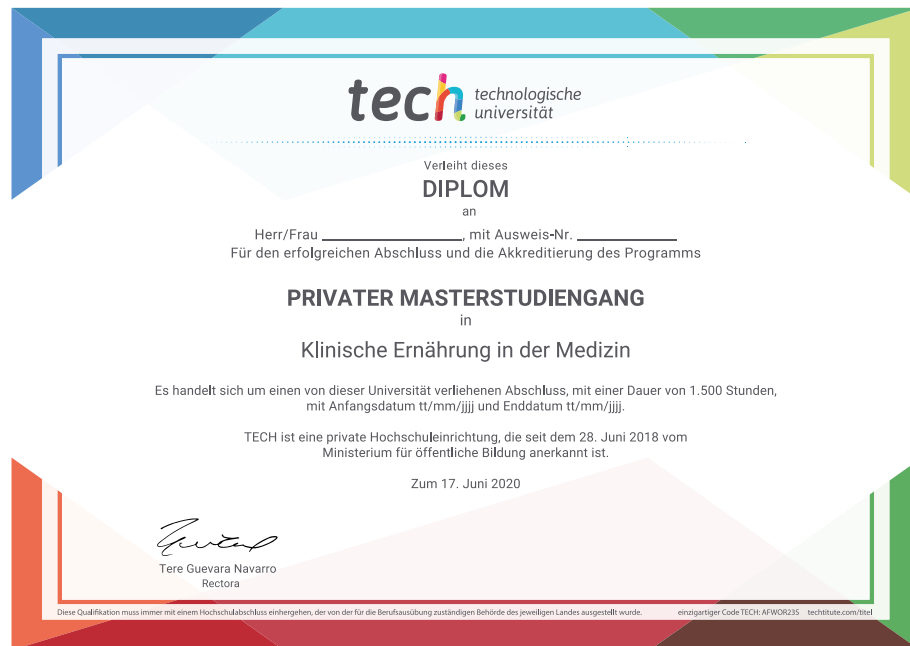 tech technologische
universität
Verleiht dieses
DIPLOM
an
Herr/Frau ____________, mit Ausweis-Nr. ____________
Für den erfolgreichen Abschluss und die Akkreditierung des Programms
PRIVATER MASTERSTUDIENGANG
in
Klinische Ernährung in der Medizin
Es handelt sich um einen von dieser Universität verliehenen Abschluss, mit einer Dauer von 1.500 Stunden,
mit Anfangsdatum tt/mm/jjjj und Enddatum tt/mm/jjjj.
TECH ist eine private Hochschuleinrichtung, die seit dem 28. Juni 2018 vom
Ministerium für öffentliche Bildung anerkannt ist.
Zum 17. Juni 2020
Tere Guevara Navarro
Rectora
Diese Qualifikation muss immer mit einem Hochschulabschluss einhergehen, der von der für die Berufsausübung zuständigen Behörde des jeweiligen Landes ausgestellt wurde. einzigartiger Code TECH: AFWOR23S techtitute.com/titel